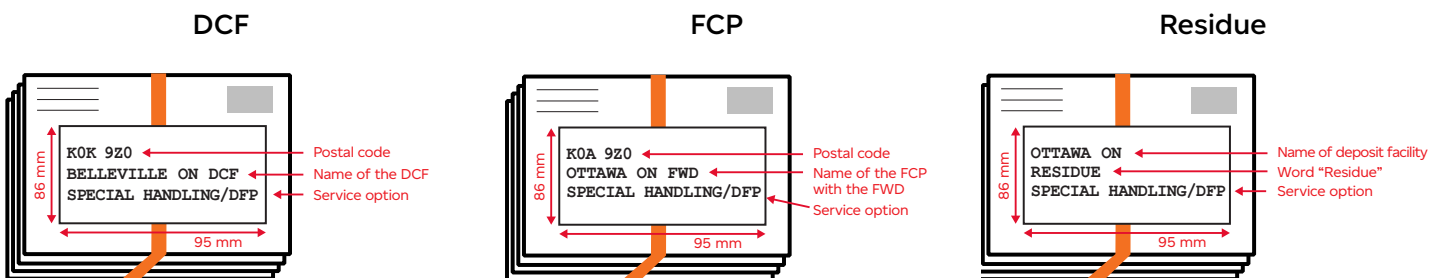 DCF
86 mm
K0K 9Z0
BELLEVILLE ON DCF
SPECIAL HANDLING/DFP
95 mm
Postal code
Name of the DCF
Service option
FCP
86 mm
K0A 9Z0
OTTAWA ON FWD
SPECIAL HANDLING/DFP
95 mm
Postal code
Name of the FCP
with the FWD
Service option
Residue
86 mm
OTTAWA ON
RESIDUE
SPECIAL HANDLING/DFP
95 mm
Name of deposit facility
Word “Residue”
Service option